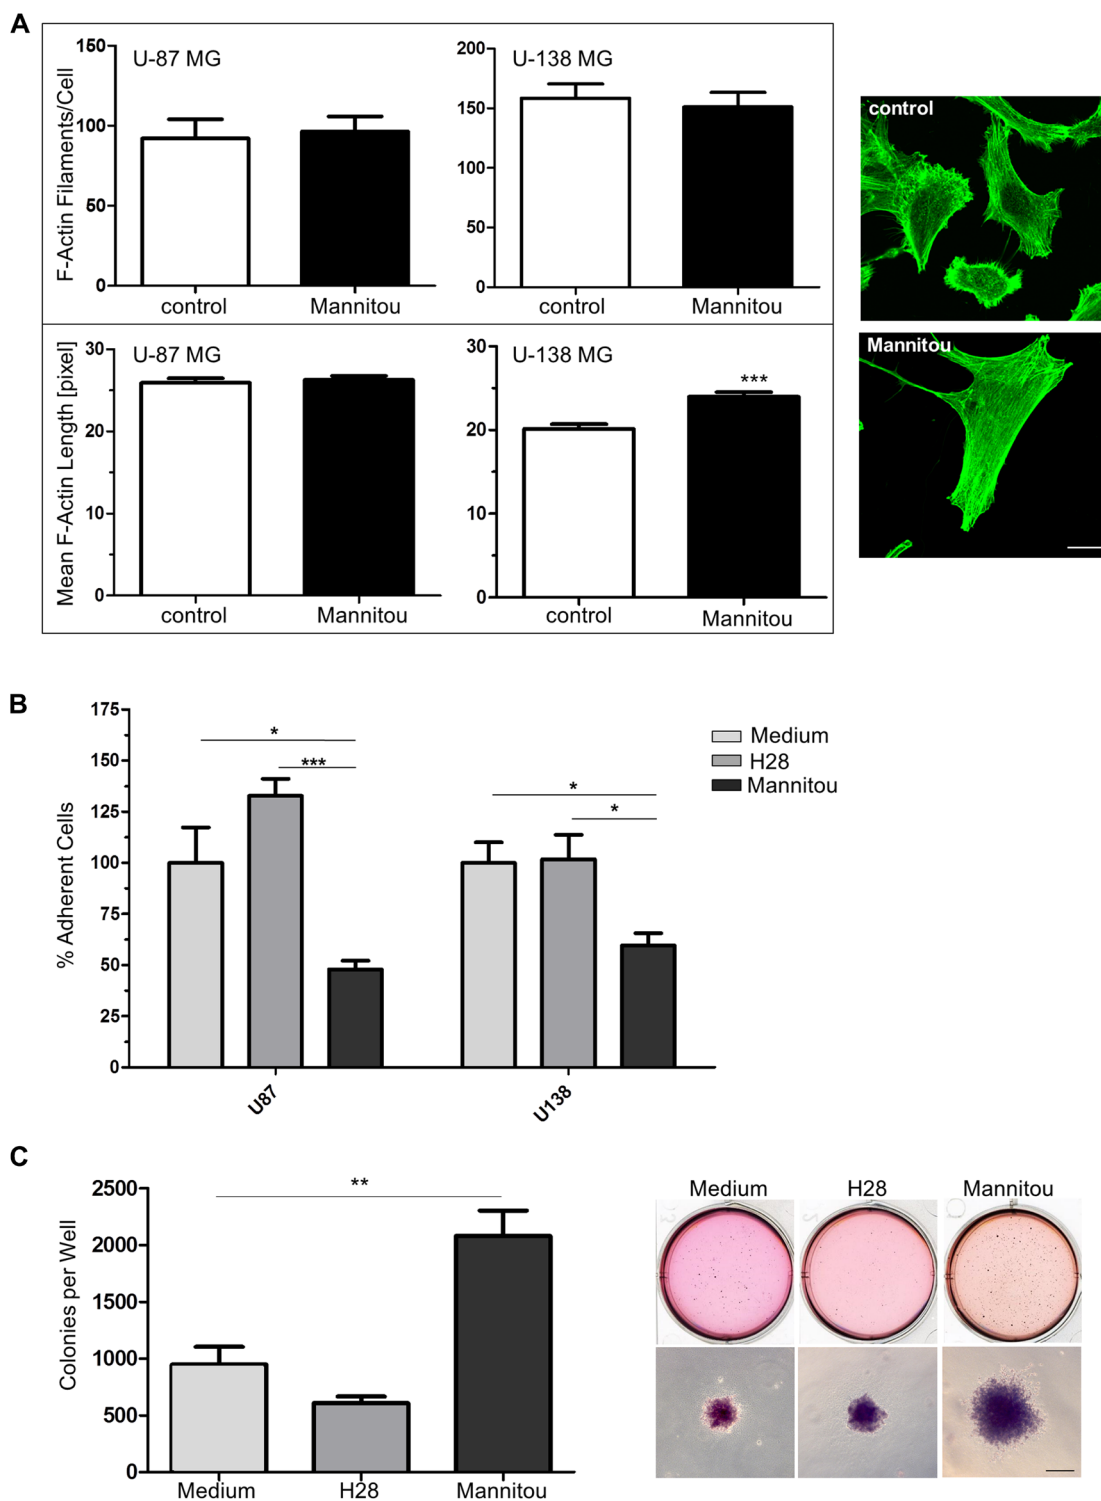 A
U-87 MG
U-138 MG
F-Actin Filaments/Cell
150
100
50
0
control
Mannitou
200
150
100
50
0
control
Mannitou
control
U-87 MG
U-138 MG
Mean F-Actin Length [pixel]
30
20
10
0
control
Mannitou
30
20
10
0
***
control
Mannitou
Mannitou
B
% Adherent Cells
175
150
125
100
75
50
25
0
*
***
*
*
Medium
H28
Mannitou
U87
U138
C
Colonies per Well
2500
2000
1500
1000
500
0
**
Medium
H28
Mannitou
Medium
H28
Mannitou